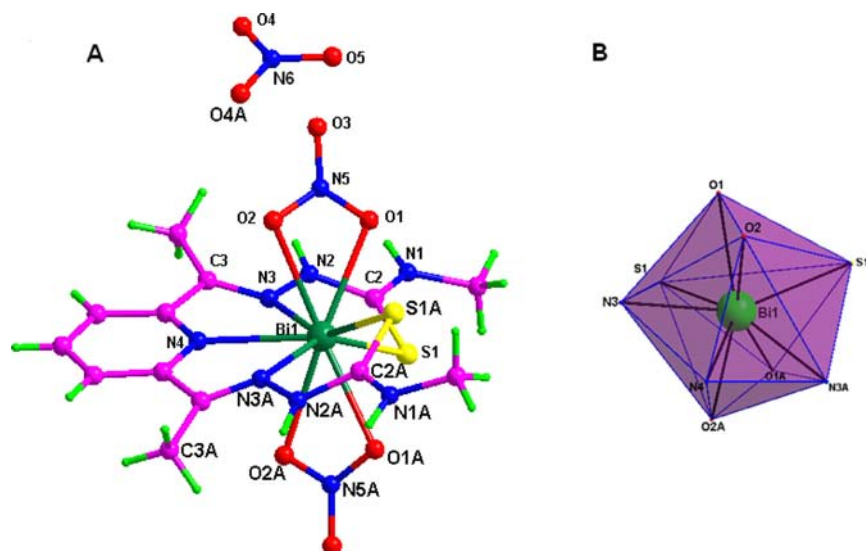 A
O4
O5
N6
O4A
O3
N5
O2
O1
N2
N1
C3
N3
C2
S1A
Bi1
N4
S1
C2A
N3A
N2A
N1A
C3A
O2A
O1A
N5A
B
O1
O2
S1
S1
N3
Bi1
N4
O1A
N3A
O2A